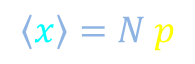 ⟨x⟩ = N p